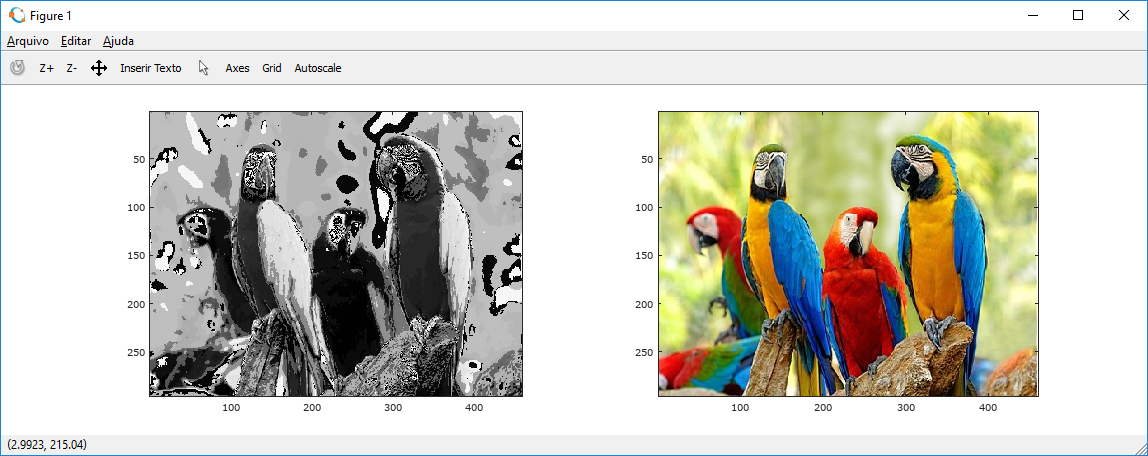 Figure 1
Arquivo Editar Ajuda
Z+ Z- Inserir Texto Axes Grid Autoscale
50
100
150
200
250
100 200 300 400
50
100
150
200
250
100 200 300 400
(2.9923, 215.04)